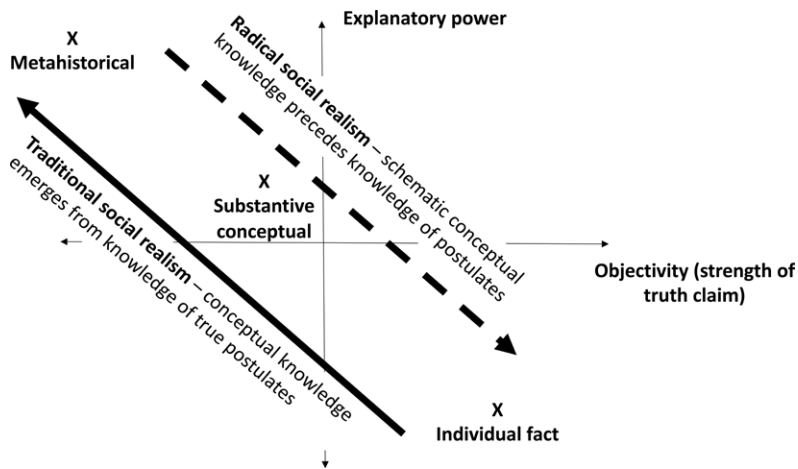 Explanatory power
X
Metahistorical
Radical social realism – schematic conceptual
knowledge precedes knowledge of postulates
X
Substantive
conceptual
Traditional social realism – conceptual knowledge
emerges from knowledge of true postulates
Objectivity (strength of
truth claim)
X
Individual fact